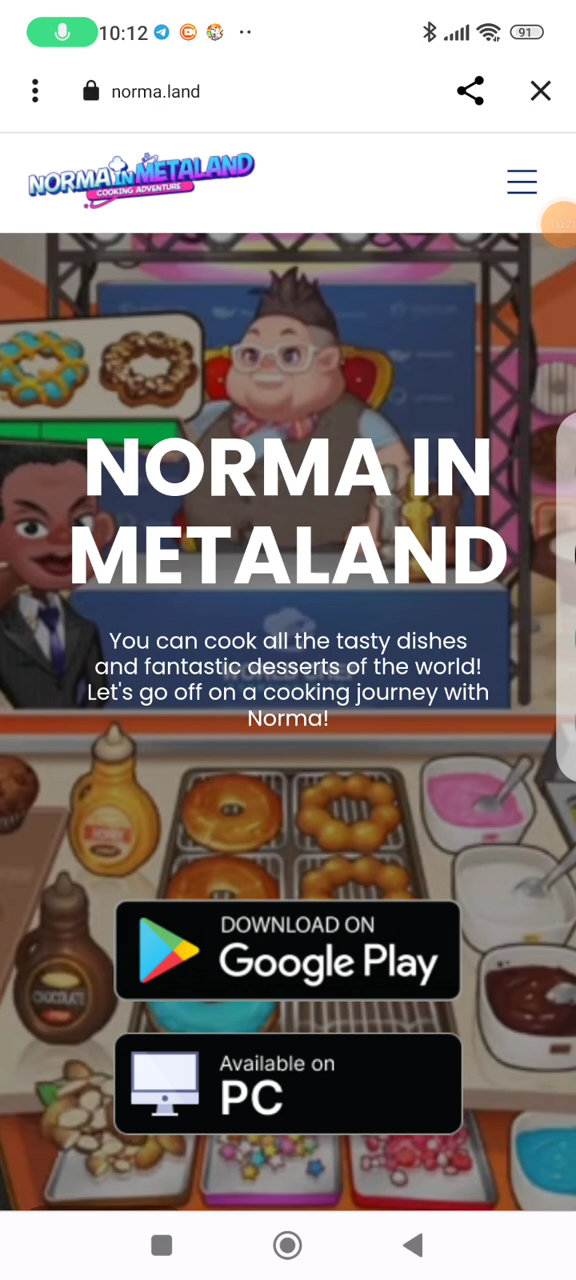 10:12
91
norma.land
NORMA IN METALAND
COOKING ADVENTURE
NORMA IN
METALAND
You can cook all the tasty dishes
and fantastic desserts of the world!
Let's go off on a cooking journey with
Norma!
DOWNLOAD ON
Google Play
CHOCOLATE
Available on
PC